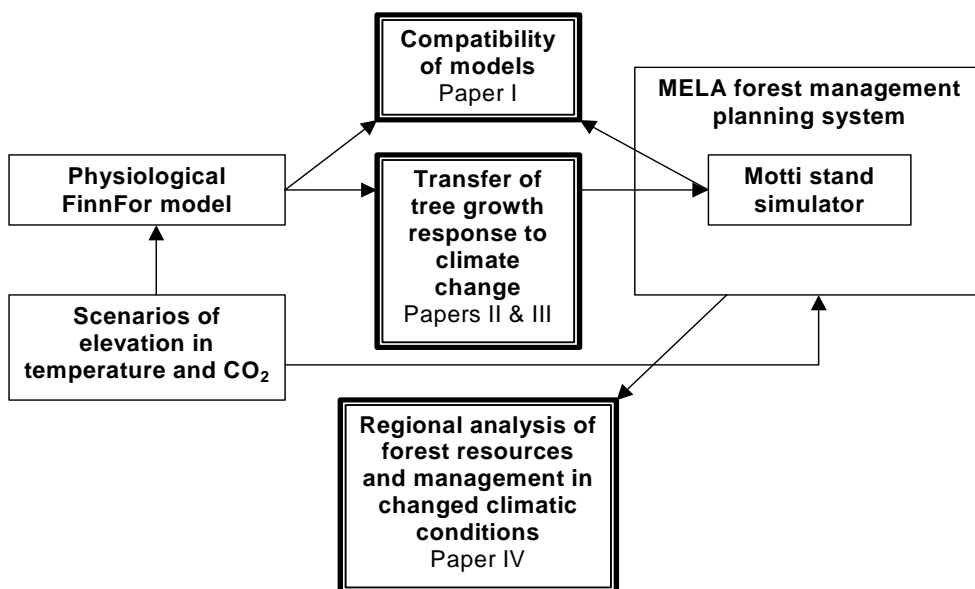 Compatibility
of models
Paper I
MELA forest management
planning system
Physiological
FinnFor model
Transfer of
tree growth
response to
climate
change
Papers II & III
Motti stand
simulator
Scenarios of
elevation in
temperature and CO₂
Regional analysis of
forest resources
and management in
changed climatic
conditions
Paper IV